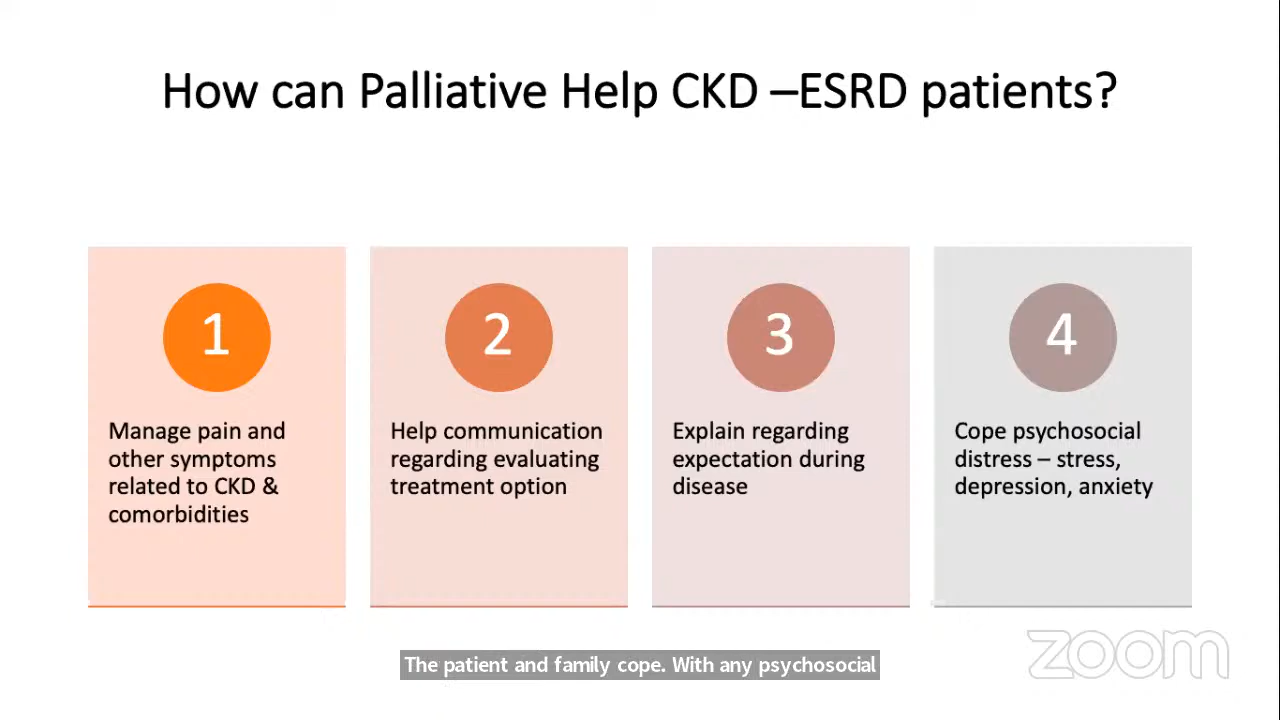 How can Palliative Help CKD –ESRD patients?
1
Manage pain and
other symptoms
related to CKD &
comorbidities
2
Help communication
regarding evaluating
treatment option
3
Explain regarding
expectation during
disease
4
Cope psychosocial
distress – stress,
depression, anxiety
The patient and family cope. With any psychosocial
zoom